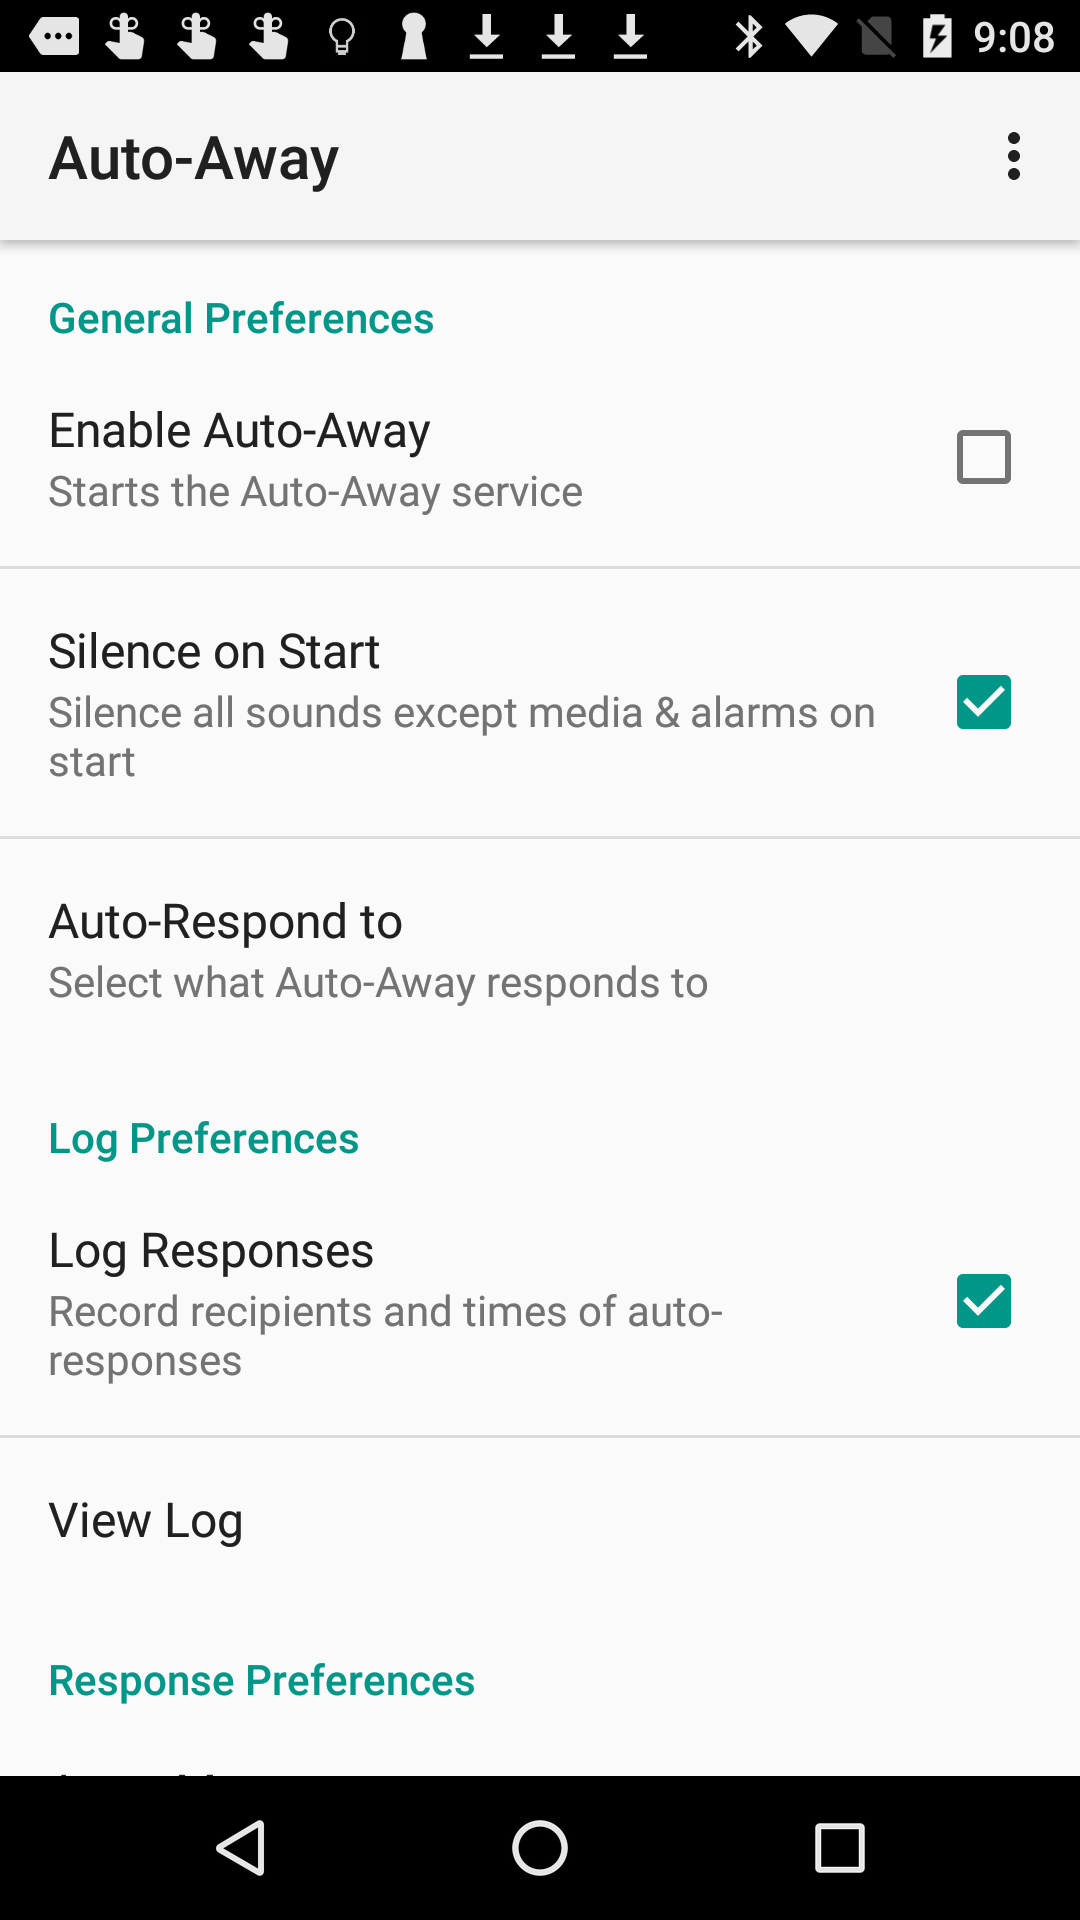 9:08
Auto-Away
General Preferences
Enable Auto-Away
Starts the Auto-Away service
Silence on Start
Silence all sounds except media & alarms on
start
Auto-Respond to
Select what Auto-Away responds to
Log Preferences
Log Responses
Record recipients and times of auto-
responses
View Log
Response Preferences